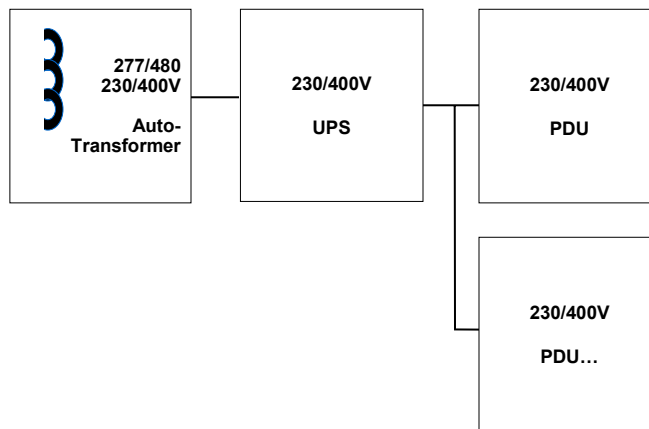 277/480
230/400V
Auto-
Transformer
230/400V
UPS
230/400V
PDU
230/400V
PDU…